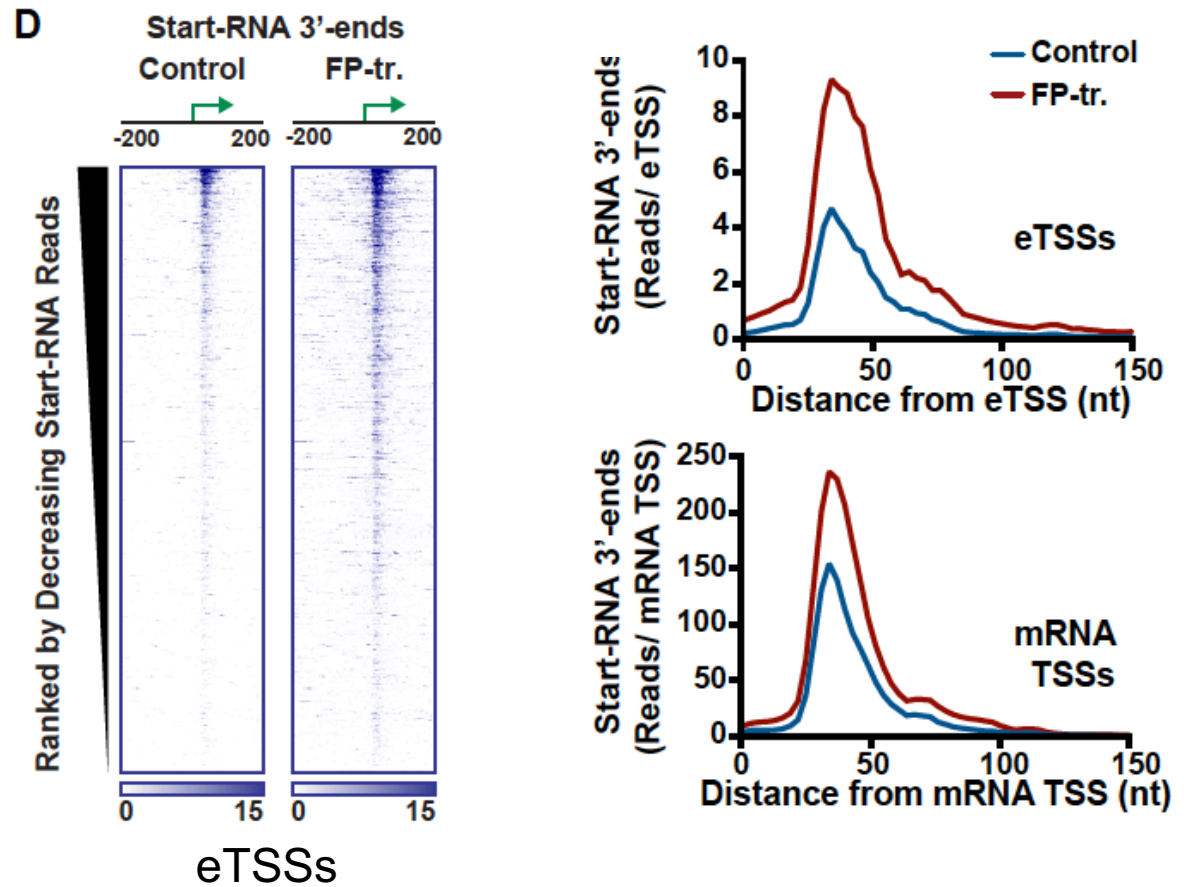 D
Start-RNA 3’-ends
Control FP-tr.
-200 200 -200 200
Ranked by Decreasing Start-RNA Reads
0 15 0 15
eTSSs
Start-RNA 3’-ends
(Reads/ eTSS)
10
8
6
4
2
0
Control
FP-tr.
eTSSs
0 50 100 150
Distance from eTSS (nt)
Start-RNA 3’-ends
(Reads/ mRNA TSS)
250
200
150
100
50
0
mRNA
TSSs
0 50 100 150
Distance from mRNA TSS (nt)